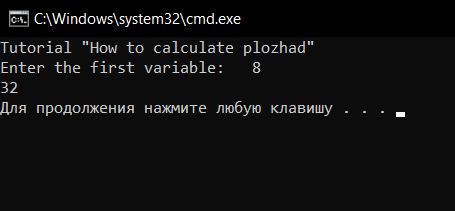 C:\Windows\system32\cmd.exe
Tutorial "How to calculate plozhad"
Enter the first variable:   8
32
Для продолжения нажмите любую клавишу . . .